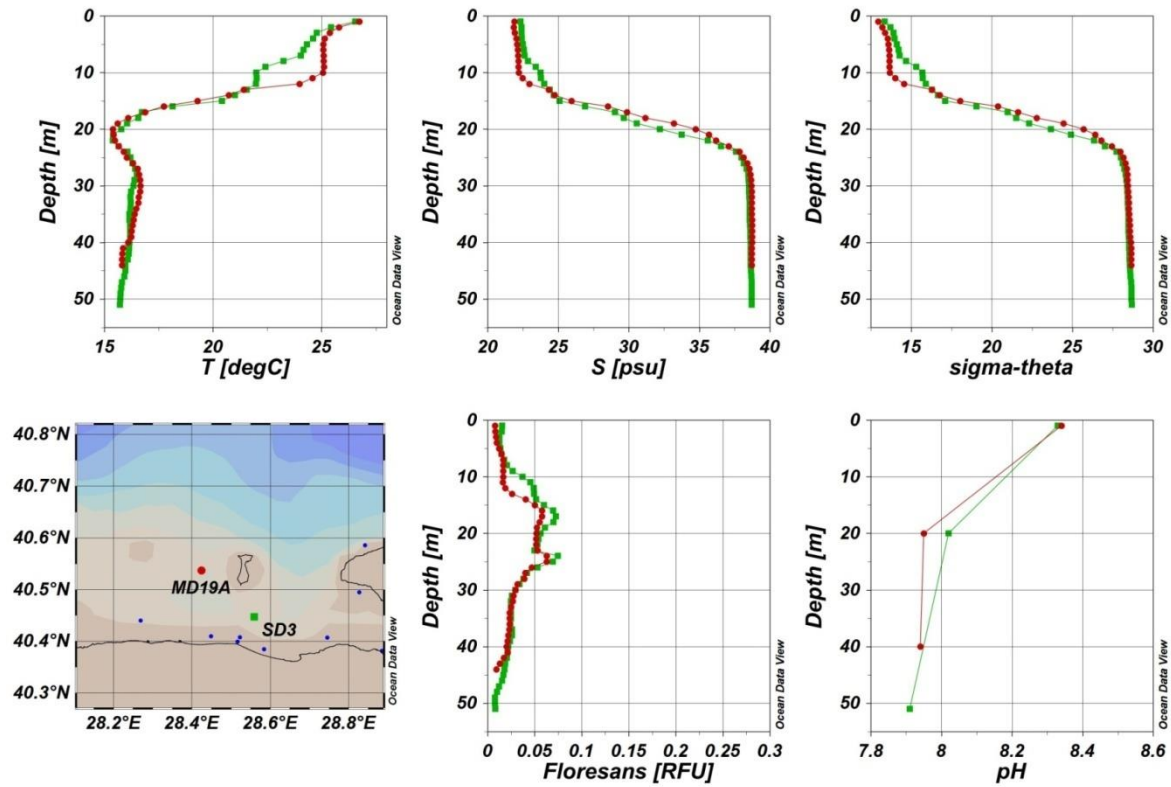 0
10
20
30
40
50
Depth [m]
15 20 25
T [degC]
Ocean Data View
0
10
20
30
40
50
Depth [m]
20 25 30 35 40
S [psu]
Ocean Data View
0
10
20
30
40
50
Depth [m]
15 20 25 30
sigma-theta
Ocean Data View
40.8°N
40.7°N
40.6°N
40.5°N
40.4°N
40.3°N
MD19A
SD3
28.2°E 28.4°E 28.6°E 28.8°E
Ocean Data View
0
10
20
30
40
50
Depth [m]
0 0.05 0.1 0.15 0.2 0.25 0.3
Floresans [RFU]
Ocean Data View
0
10
20
30
40
50
Depth [m]
7.8 8 8.2 8.4 8.6
pH
Ocean Data View